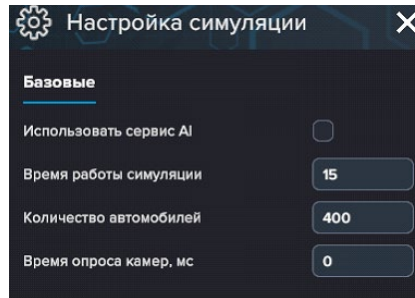 Настройка симуляции
Базовые
Использовать сервис AI
Время работы симуляции 15
Количество автомобилей 400
Время опроса камер, мс 0